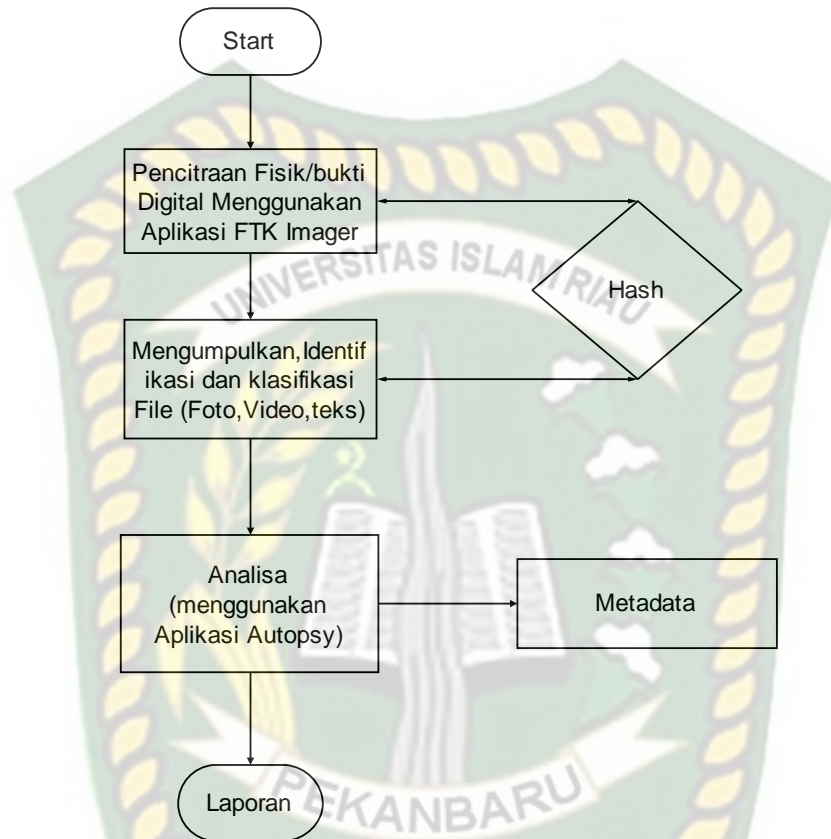 Start
Pencitraan Fisik/bukti
Digital Menggunakan
Aplikasi FTK Imager
UNIVERSITAS ISLAM RIAU
Hash
Mengumpulkan,Identif
ikasi dan klasifikasi
File (Foto,Video,teks)
Analisa
(menggunakan
Aplikasi Autopsy)
Metadata
Laporan
PEKANBARU